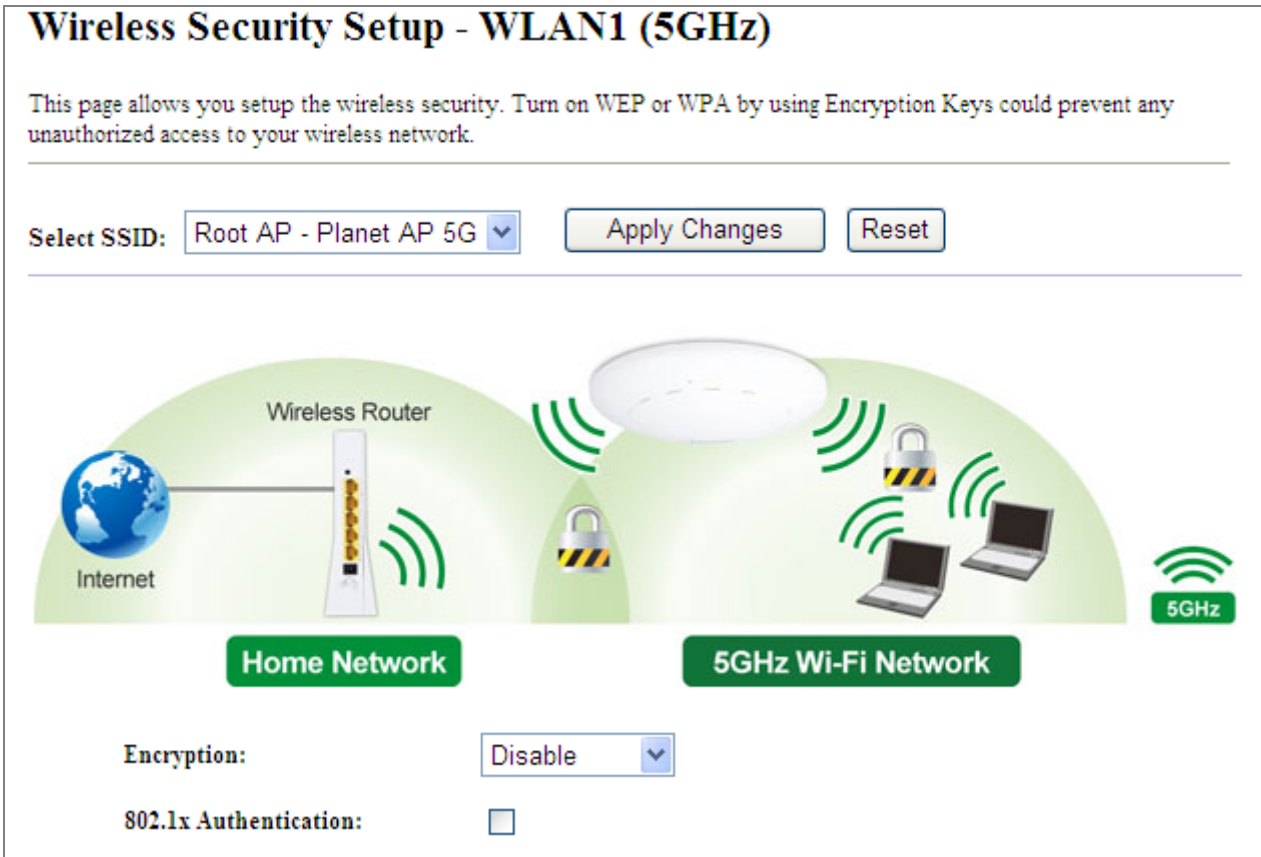 Wireless Security Setup - WLAN1 (5GHz)
This page allows you setup the wireless security. Turn on WEP or WPA by using Encryption Keys could prevent any
unauthorized access to your wireless network.
Select SSID: Root AP - Planet AP 5G Apply Changes Reset
Wireless Router
Internet
5GHz
Home Network 5GHz Wi-Fi Network
Encryption: Disable
802.1x Authentication: